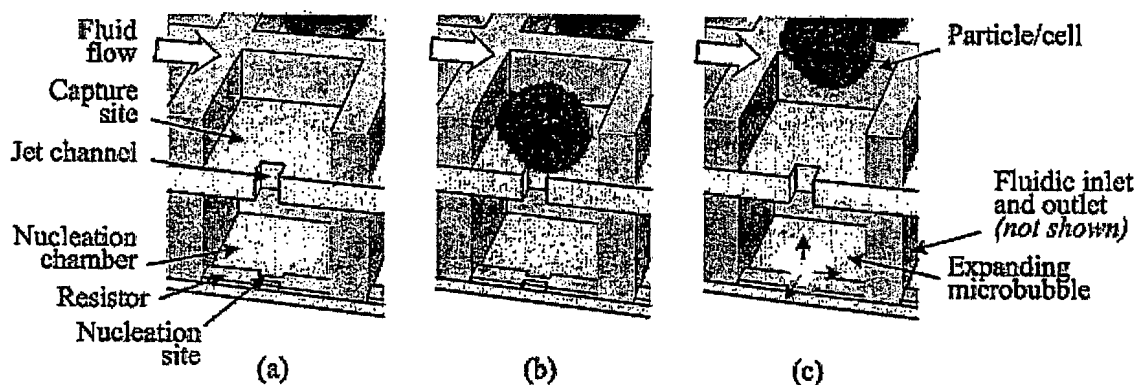 Fluid
flow
Capture
site
Jet channel
Nucleation
chamber
Resistor
Nucleation
site
Particle/cell
Fluidic inlet
and outlet
(not shown)
Expanding
microbubble
(a)
(b)
(c)